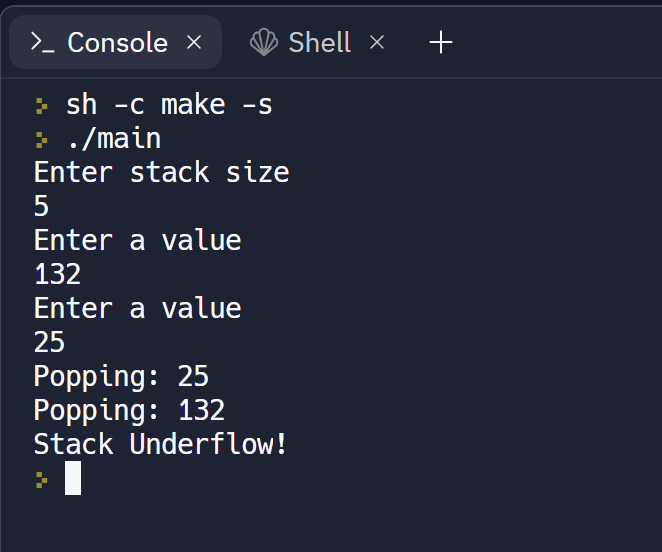 Console
Shell
sh -c make -s
./main
Enter stack size
5
Enter a value
132
Enter a value
25
Popping: 25
Popping: 132
Stack Underflow!